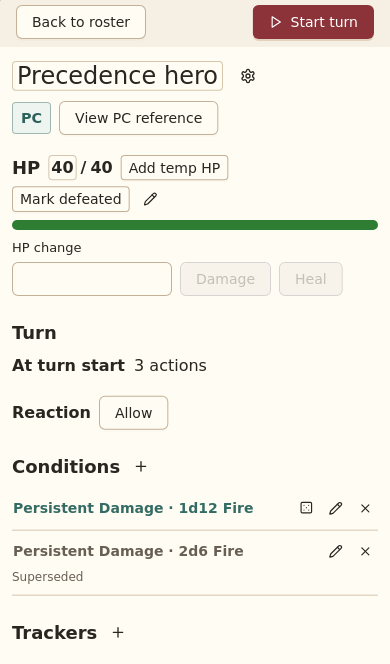 Back to roster
Start turn
Precedence hero
PC
View PC reference
HP 40 / 40 Add temp HP
Mark defeated
HP change
Damage
Heal
Turn
At turn start 3 actions
Reaction Allow
Conditions +
Persistent Damage · 1d12 Fire
Persistent Damage · 2d6 Fire
Superseded
Trackers +